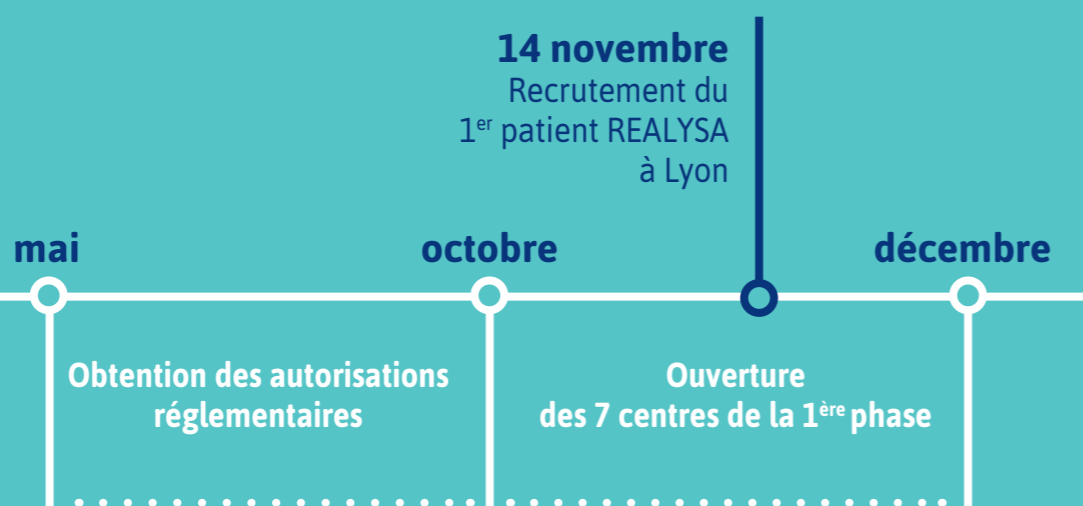 14 novembre
Recrutement du
1er patient REALYSA
à Lyon
mai
octobre
décembre
Obtention des autorisations
réglementaires
Ouverture
des 7 centres de la 1ère phase